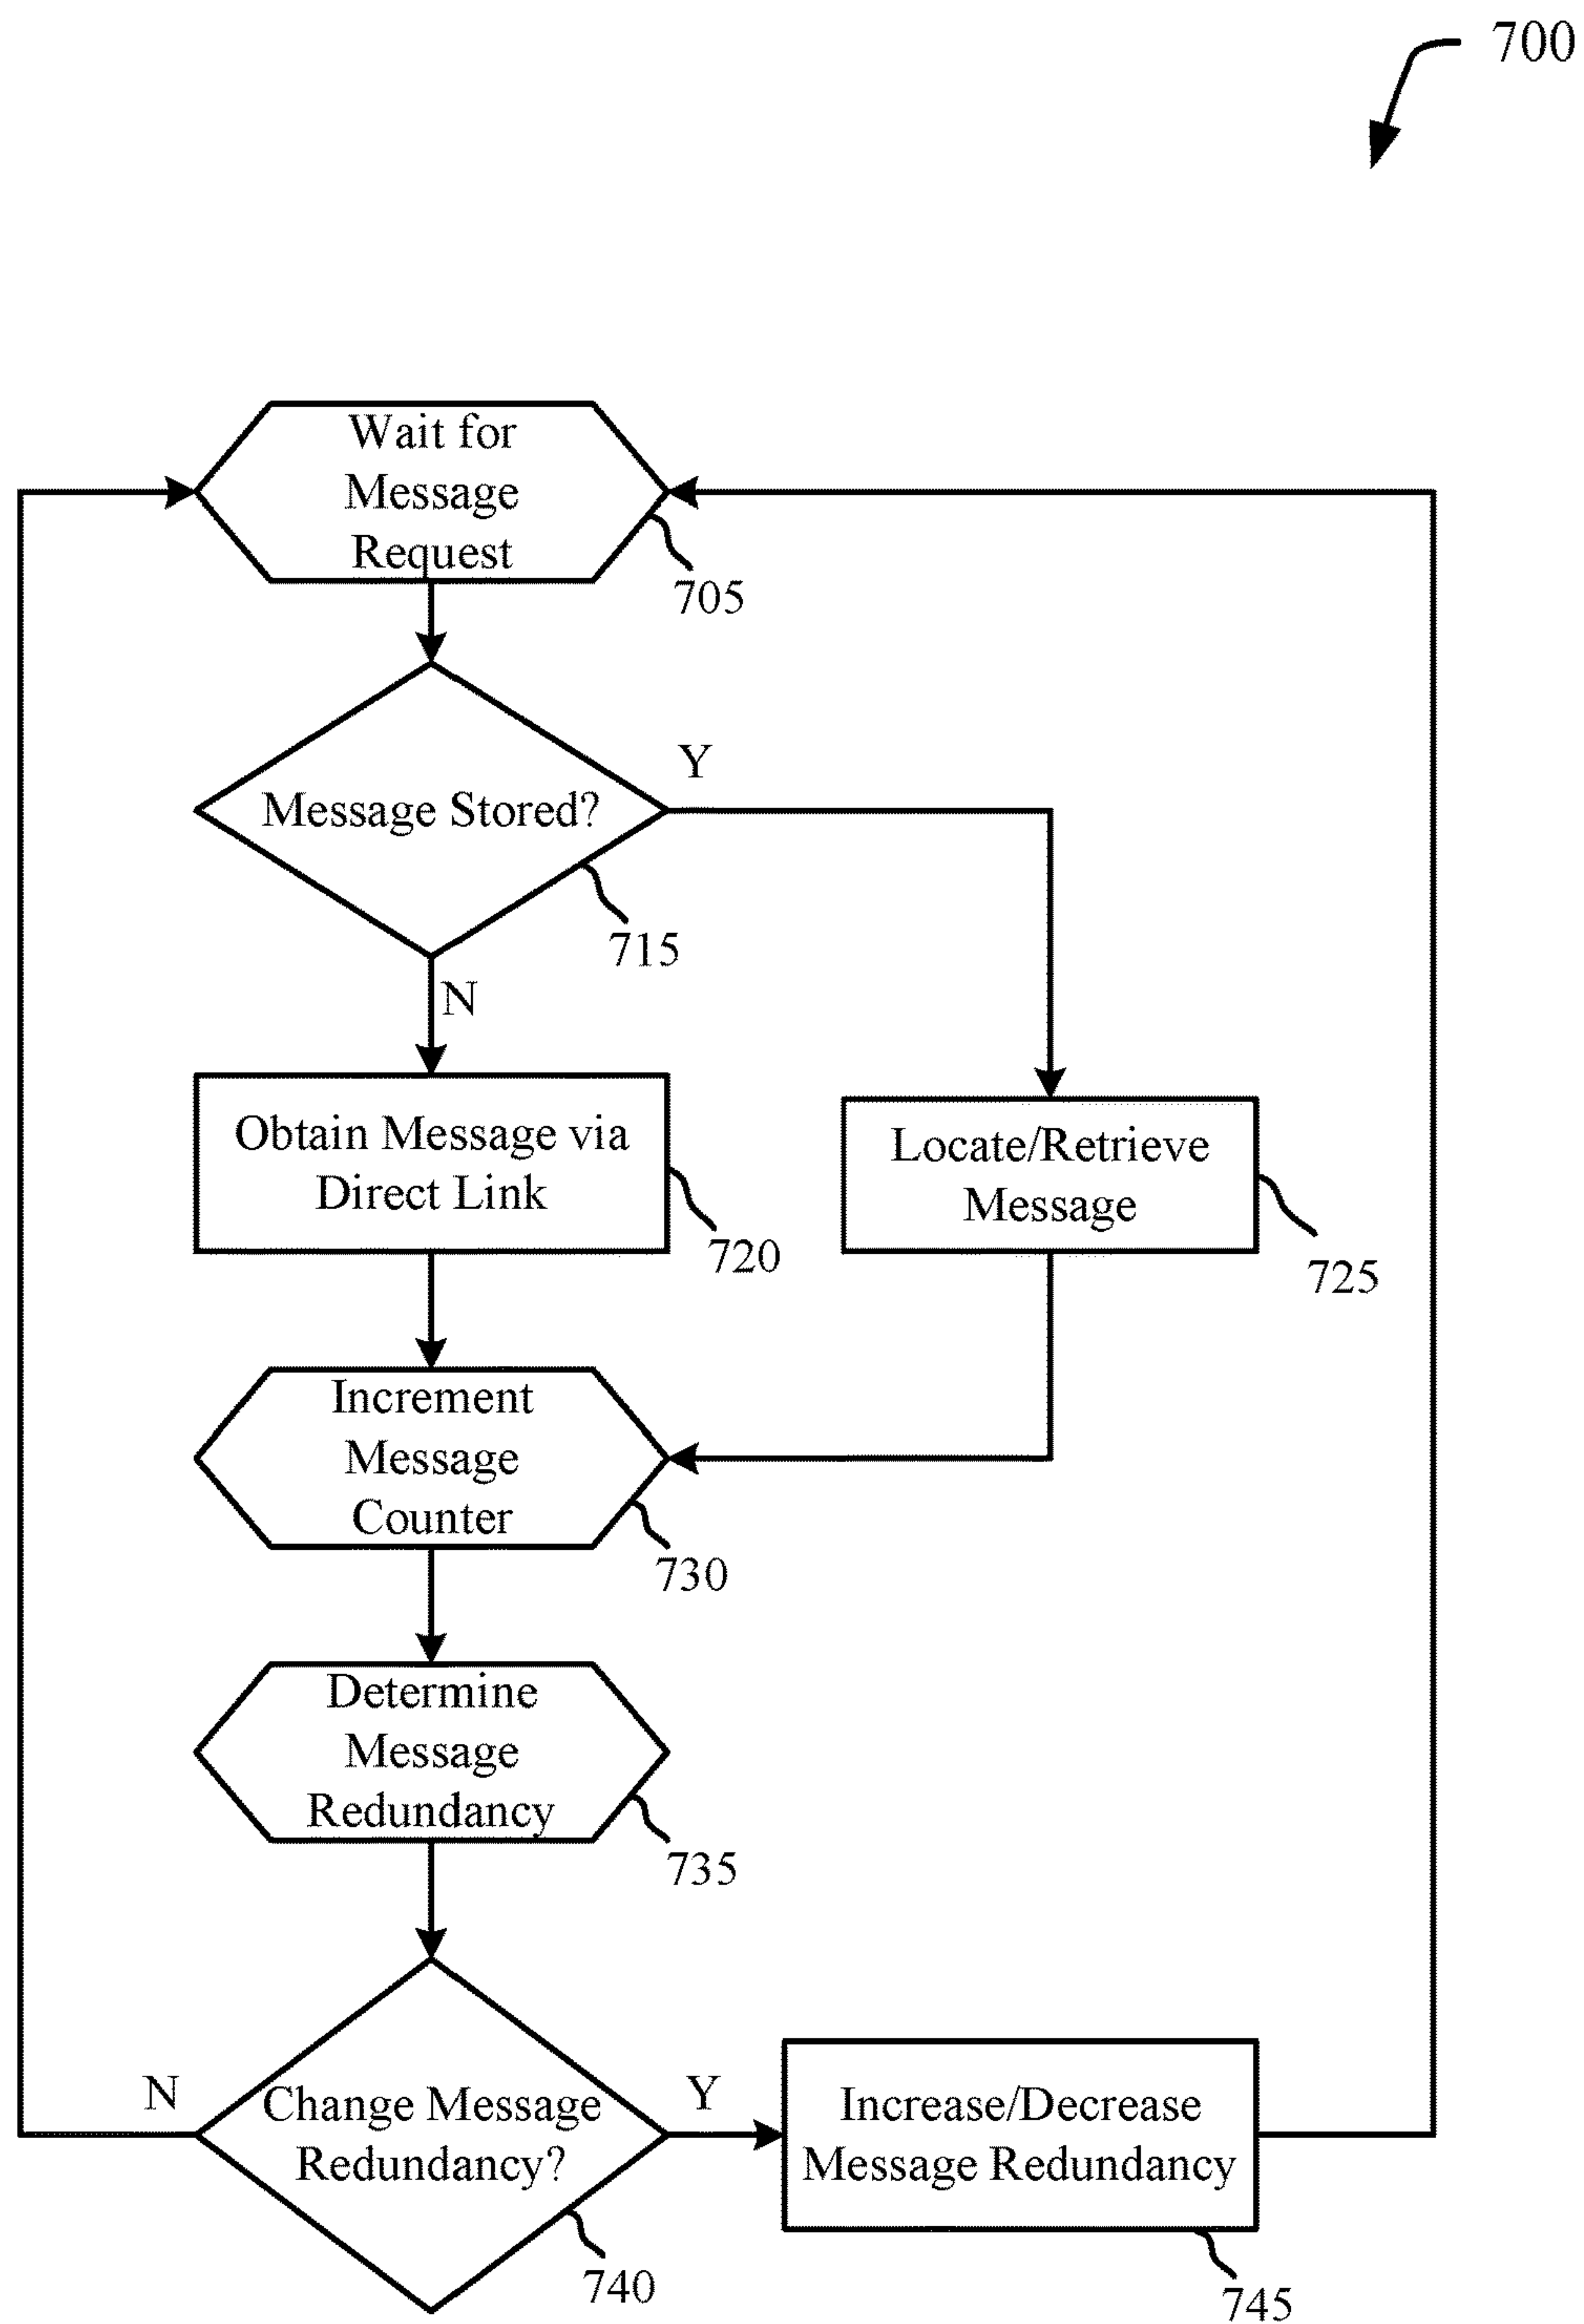 700
Wait for
Message
Request
705
Message Stored?
Y
715
N
Obtain Message via
Direct Link
720
Locate/Retrieve
Message
725
Increment
Message
Counter
730
Determine
Message
Redundancy
735
N
Change Message
Redundancy?
Y
740
Increase/Decrease
Message Redundancy
745